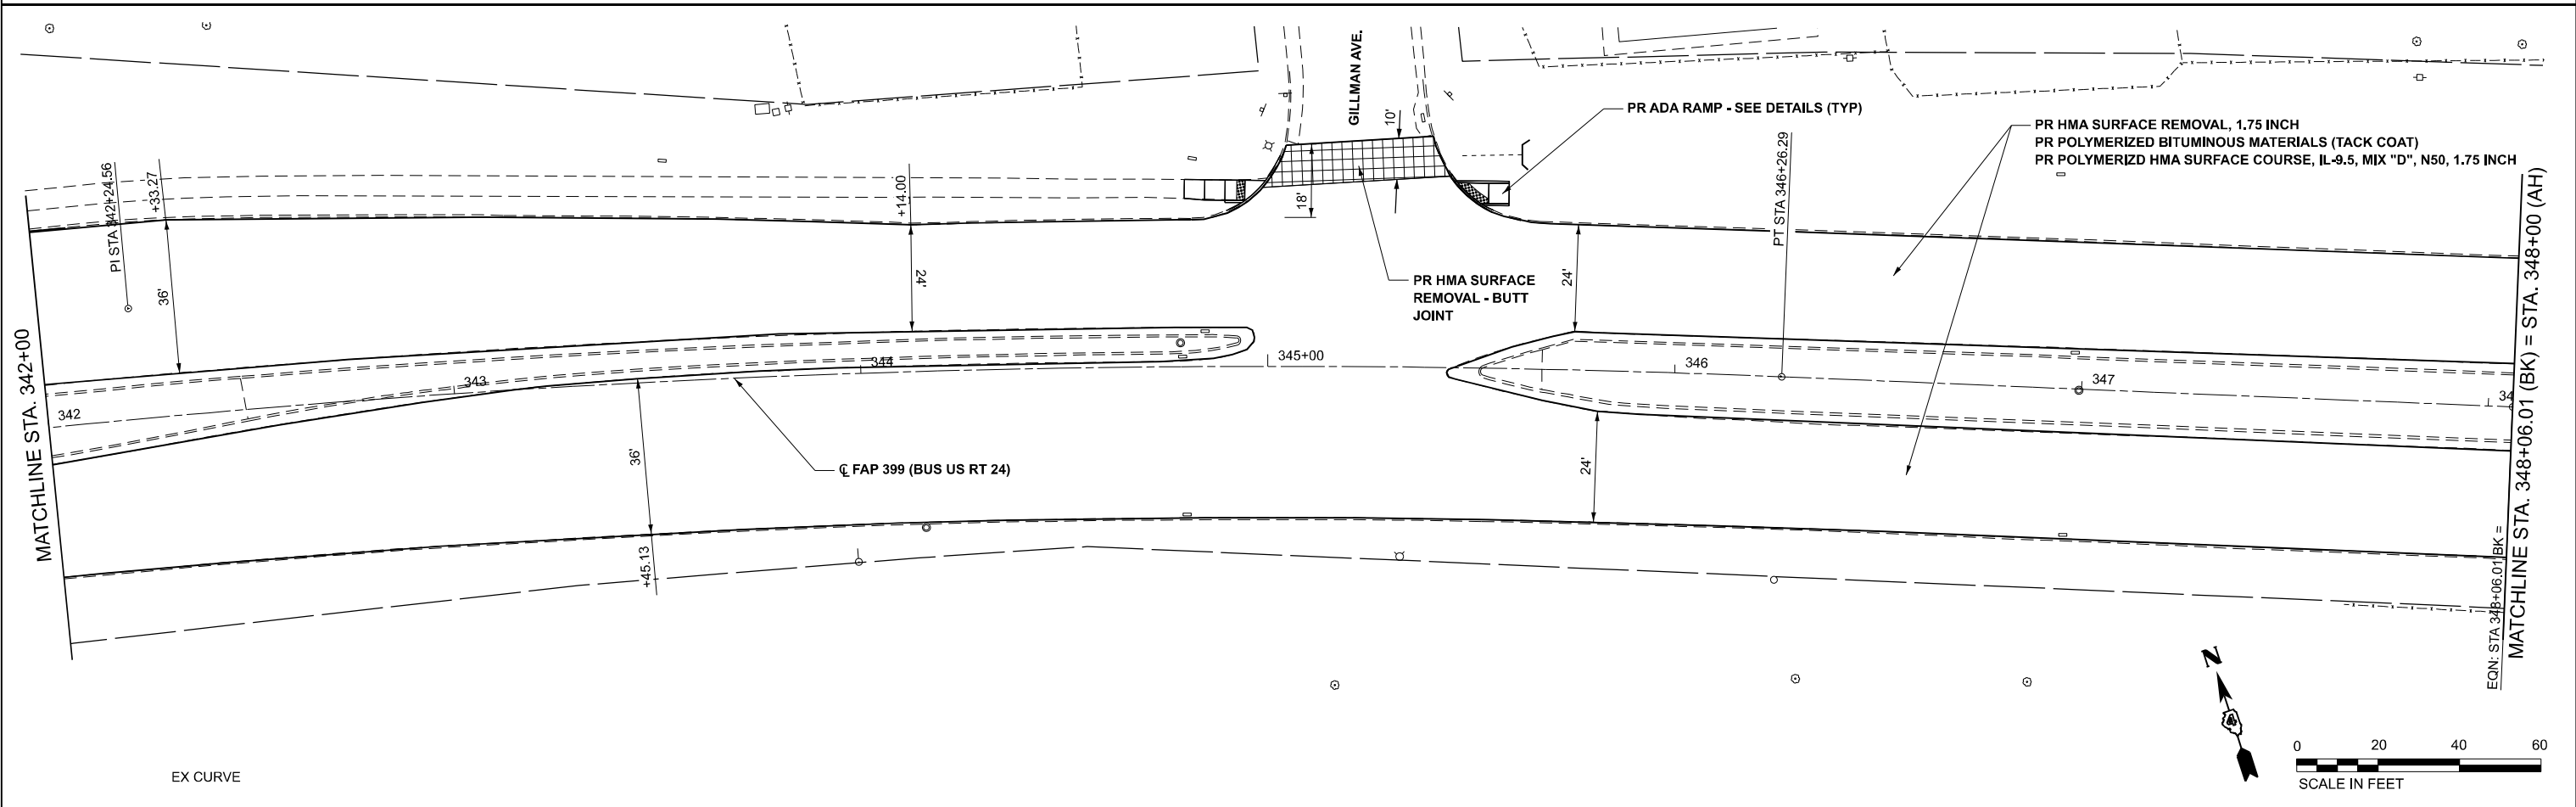 GILLMAN AVE.
10'
PR ADA RAMP - SEE DETAILS (TYP)
PR HMA SURFACE REMOVAL, 1.75 INCH
PR POLYMERIZED BITUMINOUS MATERIALS (TACK COAT)
PR POLYMERIZD HMA SURFACE COURSE, IL-9.5, MIX "D", N50, 1.75 INCH
PI STA 342+24.56
+33.27
+14.00
18'
PT STA 346+26.29
36'
24'
24'
PR HMA SURFACE
REMOVAL - BUTT
JOINT
MATCHLINE STA. 342+00
342
343
344
345+00
346
347
34
36'
24'
℄ FAP 399 (BUS US RT 24)
+45.13
EQN: STA 348+06.01 BK =
MATCHLINE STA. 348+06.01 (BK) = STA. 348+00 (AH)
N
EX CURVE
0 20 40 60
SCALE IN FEET